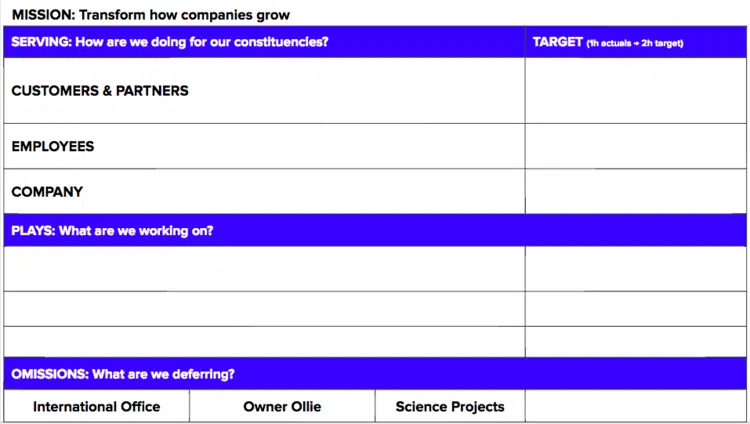 MISSION: Transform how companies grow
SERVING: How are we doing for our constituencies? TARGET (1h actuals → 2h target)
CUSTOMERS & PARTNERS
EMPLOYEES
COMPANY
PLAYS: What are we working on?
OMISSIONS: What are we deferring?
International Office Owner Ollie Science Projects